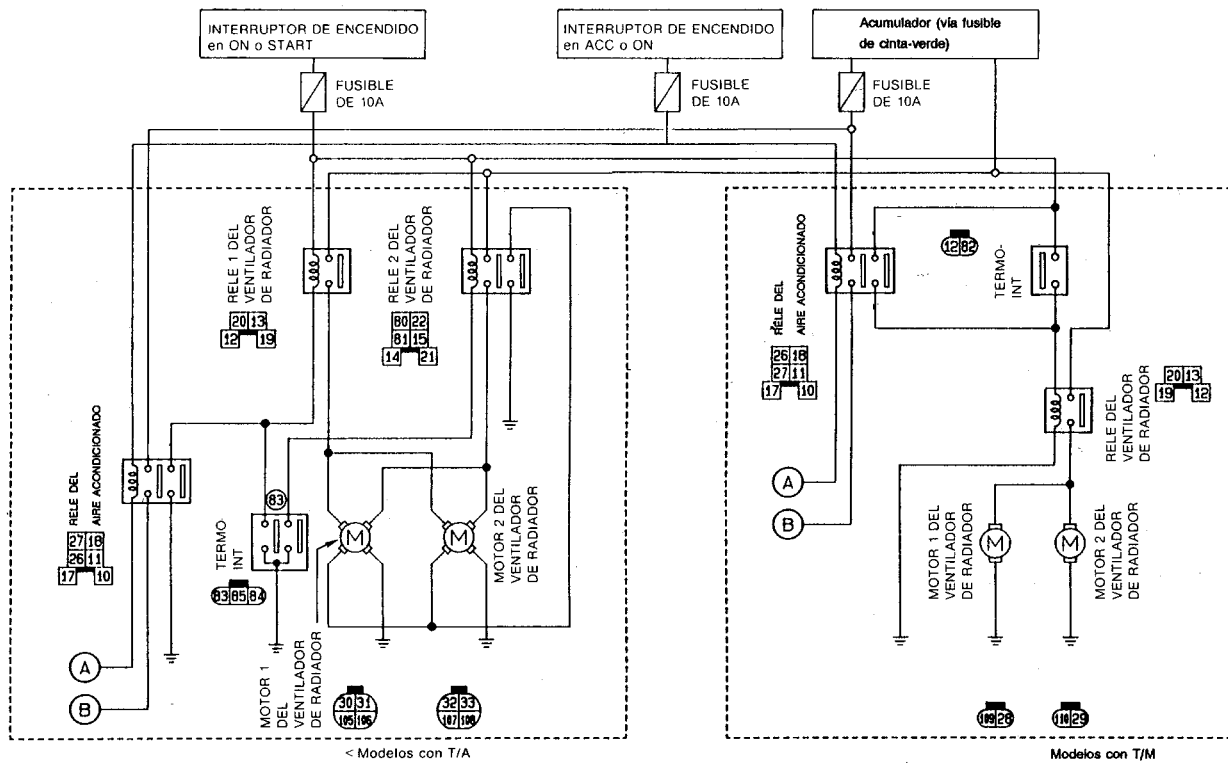 INTERRUPTOR DE ENCENDIDO
en ON o START
INTERRUPTOR DE ENCENDIDO
en ACC o ON
Acumulador (vía fusible
de cinta-verde)
FUSIBLE
DE 10A
FUSIBLE
DE 10A
FUSIBLE
DE 10A
RELE 1 DEL
VENTILADOR
DE RADIADOR
20 13
12 19
RELE 2 DEL
VENTILADOR
DE RADIADOR
80 22
81 15
14 21
RELE DEL
AIRE ACONDICIONADO
27 18
26 11
17 10
83
TERMO
INT
83 85 84
M
M
MOTOR 2 DEL
VENTILADOR
DE RADIADOR
A
B
MOTOR 1
DEL
VENTILADOR
DE RADIADOR
30 31
105 106
32 33
107 108
< Modelos con T/A
12 82
TERMO-
INT
RELE DEL
AIRE ACONDICIONADO
26 18
27 11
17 10
RELE DEL
VENTILADOR
DE RADIADOR
20 13
19 12
A
B
MOTOR 1 DEL
VENTILADOR
DE RADIADOR
M
M
MOTOR 2 DEL
VENTILADOR
DE RADIADOR
109 28
110 29
Modelos con T/M